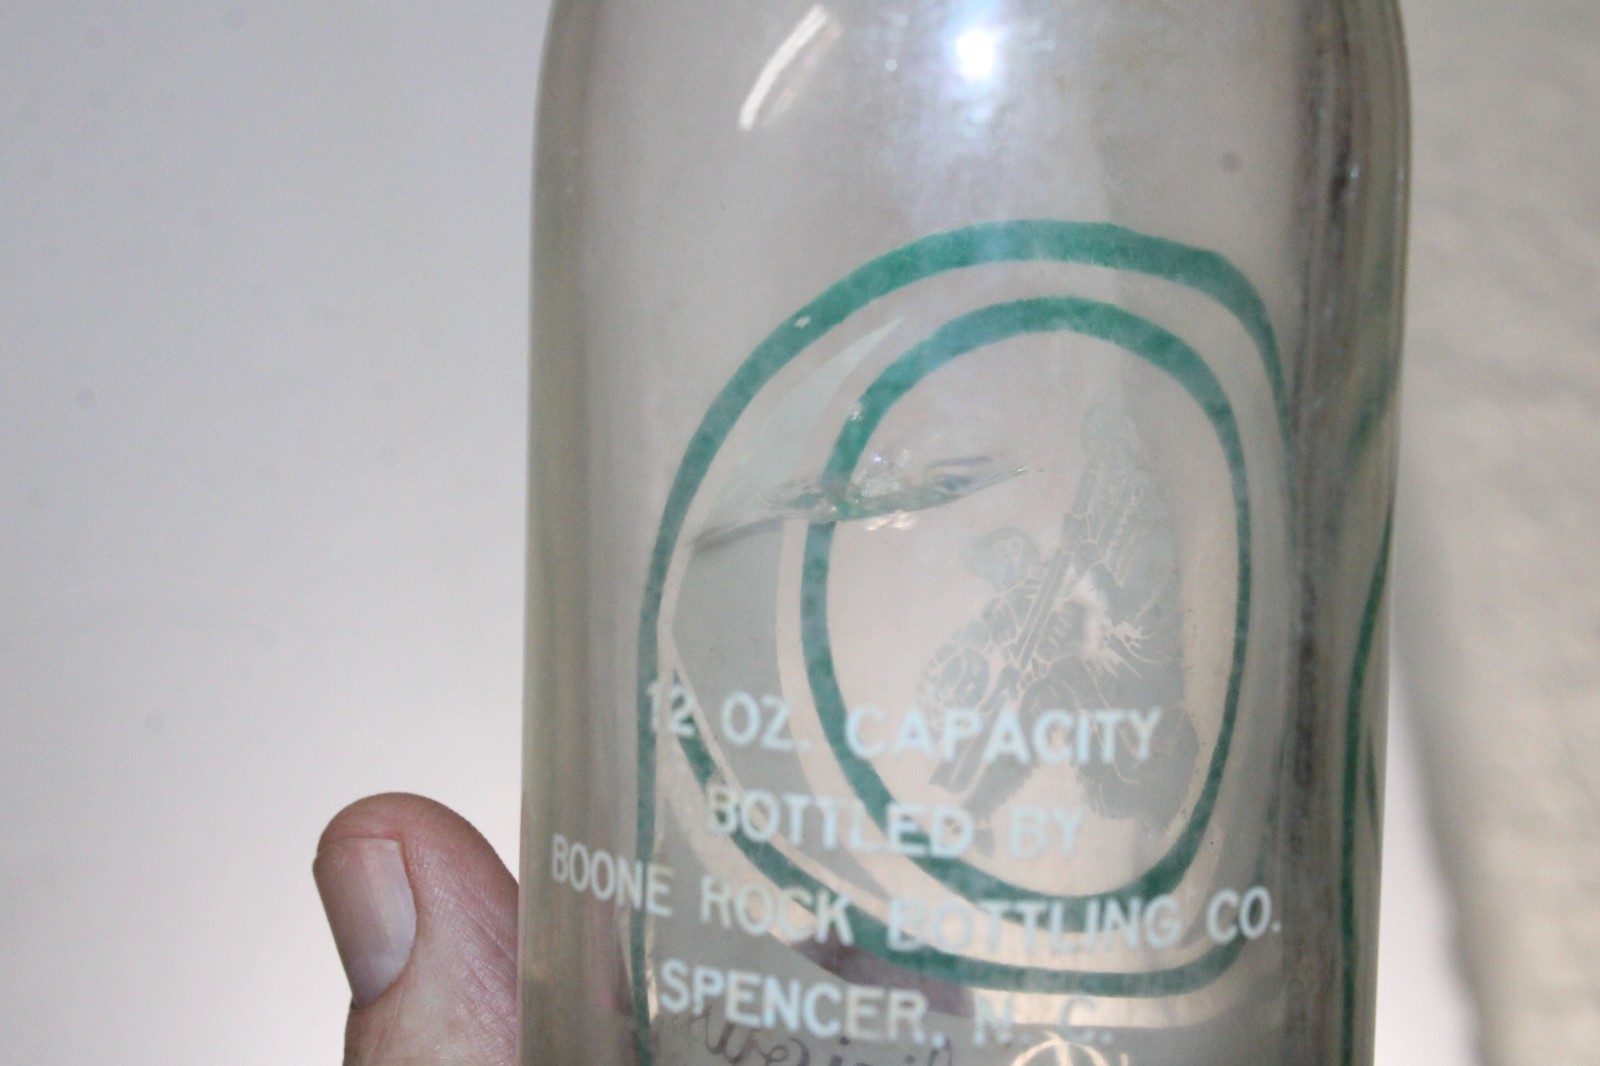 12 OZ. CAPACITY
BOTTLED BY
BOONE ROCK BOTTLING CO.
SPENCER, N. C.